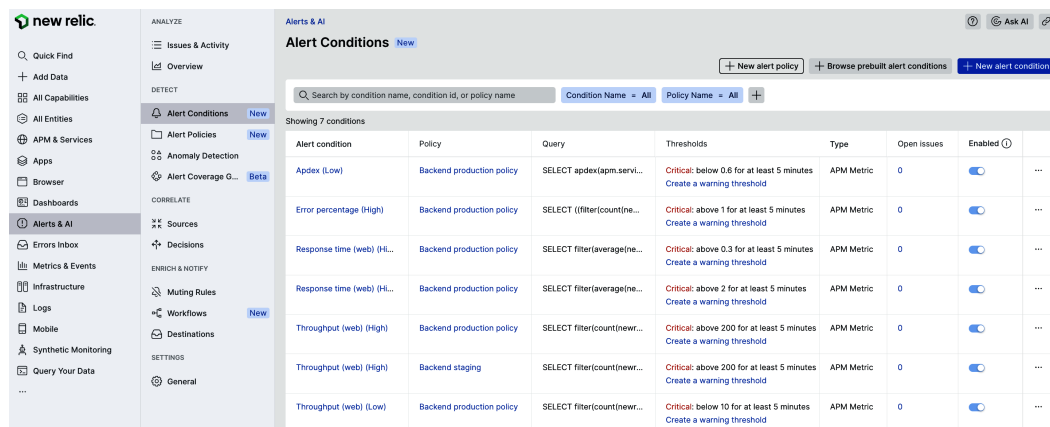 new relic.
Quick Find
Add Data
All Capabilities
All Entities
APM & Services
Apps
Browser
Dashboards
Alerts & AI
Errors Inbox
Metrics & Events
Infrastructure
Logs
Mobile
Synthetic Monitoring
Query Your Data
...
ANALYZE
Issues & Activity
Overview
DETECT
Alert Conditions New
Alert Policies New
Anomaly Detection
Alert Coverage G... Beta
CORRELATE
Sources
Decisions
ENRICH & NOTIFY
Muting Rules
Workflows New
Destinations
SETTINGS
General
Alerts & AI
Ask AI
Alert Conditions New
+ New alert policy + Browse prebuilt alert conditions + New alert condition
Search by condition name, condition id, or policy name Condition Name = All Policy Name = All +
Showing 7 conditions
Alert condition Policy Query Thresholds Type Open issues Enabled
Apdex (Low) Backend production policy SELECT apdex(apm.servi... Critical: below 0.6 for at least 5 minutes APM Metric 0 ...
Create a warning threshold
Error percentage (High) Backend production policy SELECT ((filter(count(ne... Critical: above 1 for at least 5 minutes APM Metric 0 ...
Create a warning threshold
Response time (web) (Hi... Backend production policy SELECT filter(average(ne... Critical: above 0.3 for at least 5 minutes APM Metric 0 ...
Create a warning threshold
Response time (web) (Hi... Backend production policy SELECT filter(average(ne... Critical: above 2 for at least 5 minutes APM Metric 0 ...
Create a warning threshold
Throughput (web) (High) Backend production policy SELECT filter(count(newr... Critical: above 200 for at least 5 minutes APM Metric 0 ...
Create a warning threshold
Throughput (web) (High) Backend staging SELECT filter(count(newr... Critical: above 200 for at least 5 minutes APM Metric 0 ...
Create a warning threshold
Throughput (web) (Low) Backend production policy SELECT filter(count(newr... Critical: below 10 for at least 5 minutes APM Metric 0 ...
Create a warning threshold